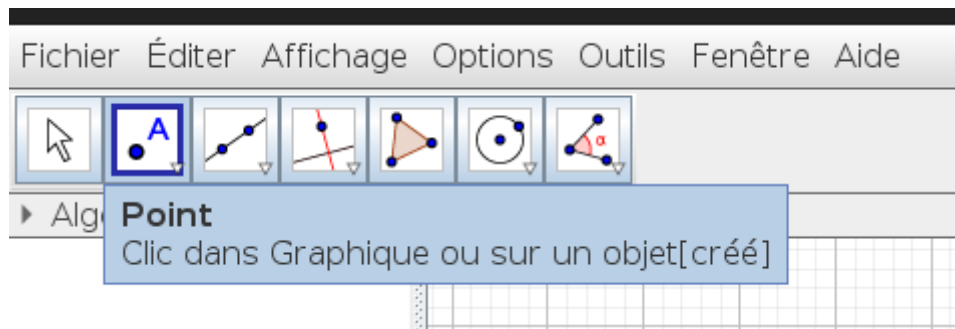 Fichier Éditer Affichage Options Outils Fenêtre Aide
A
α
Alg
Point
Clic dans Graphique ou sur un objet[créé]